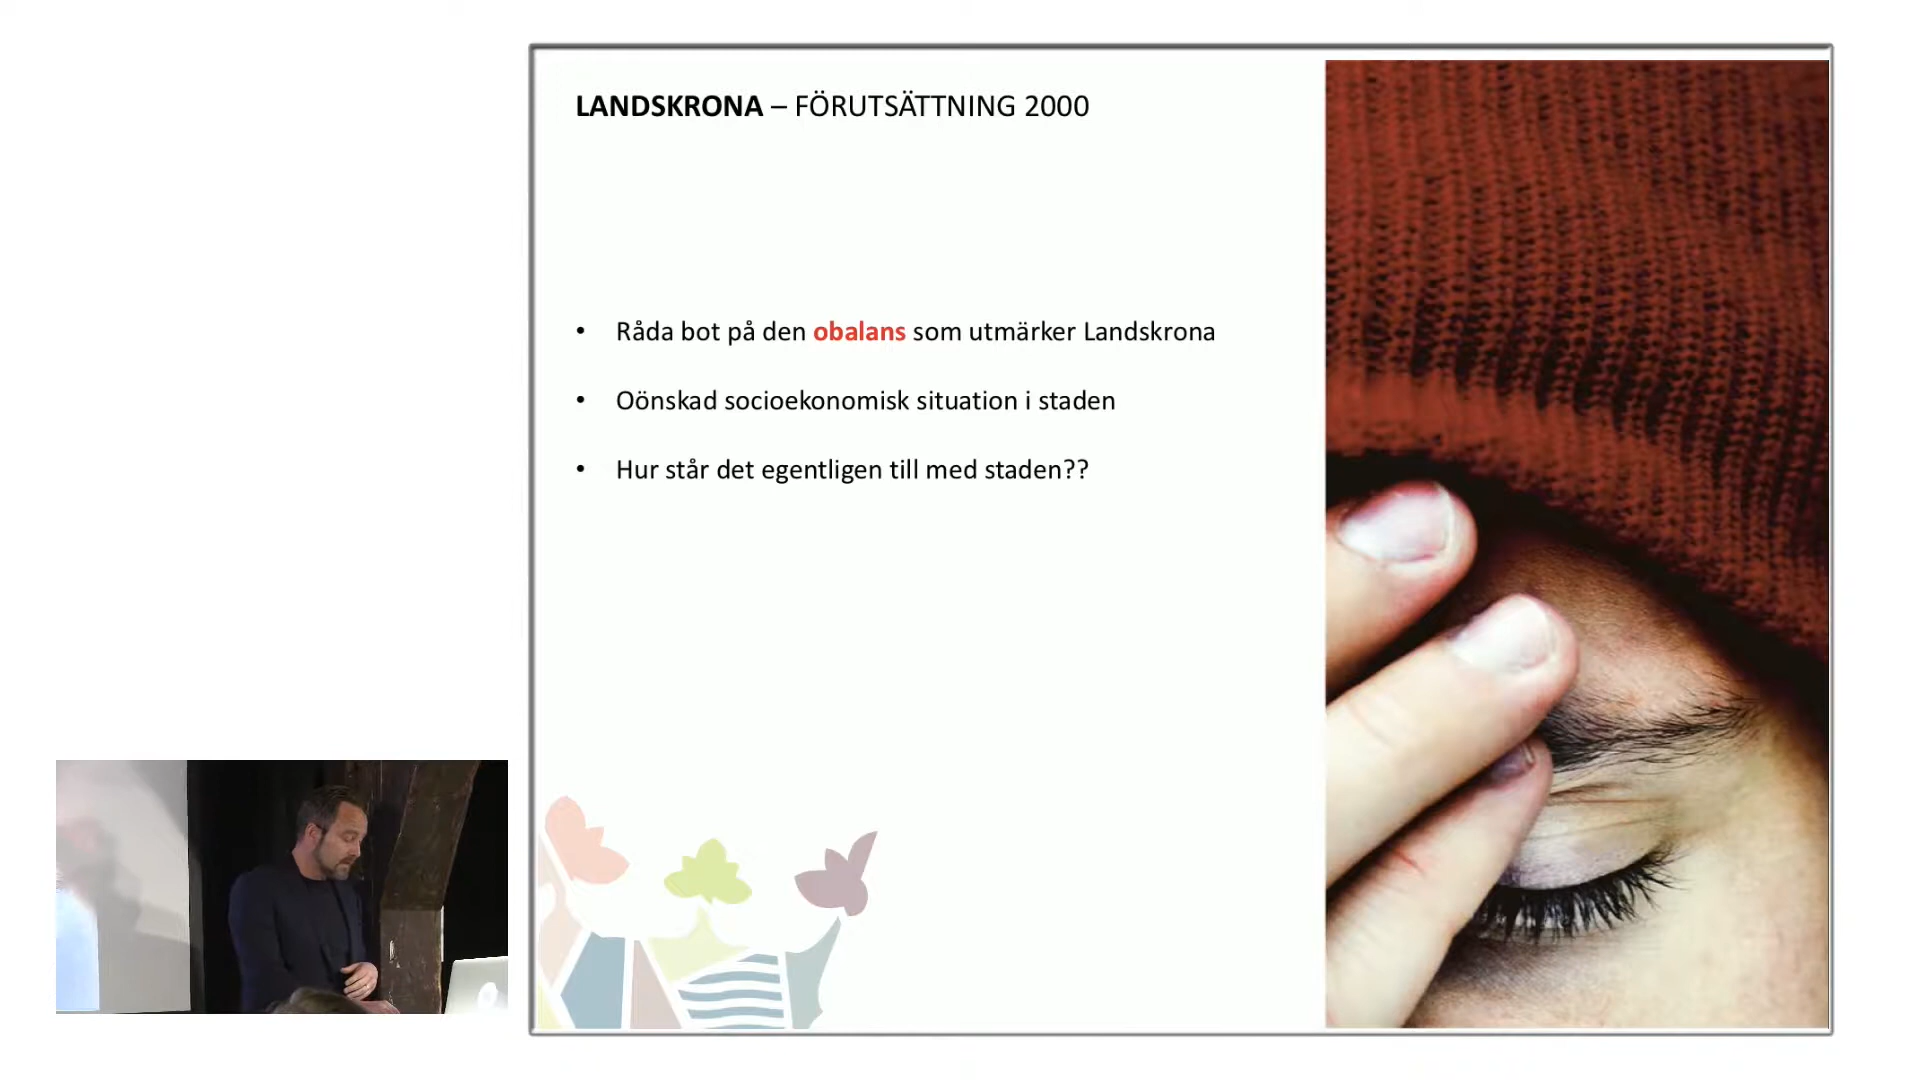 LANDSKRONA – FÖRUTSÄTTNING 2000
• Råda bot på den obalans som utmärker Landskrona
• Oönskad socioekonomisk situation i staden
• Hur står det egentligen till med staden??